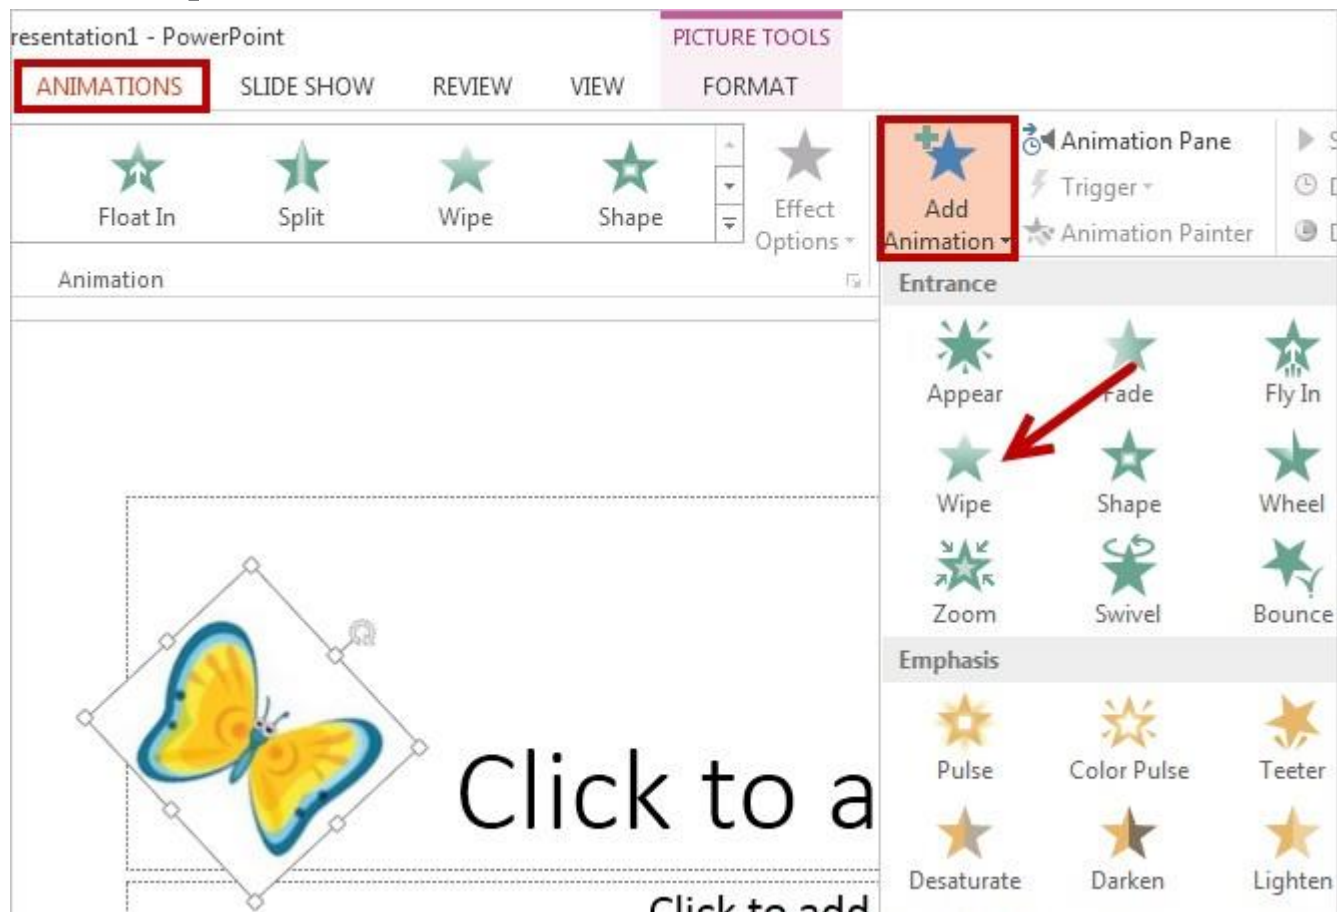 resentation1 - PowerPoint
PICTURE TOOLS
ANIMATIONS SLIDE SHOW REVIEW VIEW FORMAT
Float In Split Wipe Shape
Effect
Options
Add
Animation
Animation Pane
Trigger
Animation Painter
Animation
Entrance
Appear Fade Fly In
Wipe Shape Wheel
Zoom Swivel Bounce
Emphasis
Pulse Color Pulse Teeter
Desaturate Darken Lighten
Click to a
Click to add